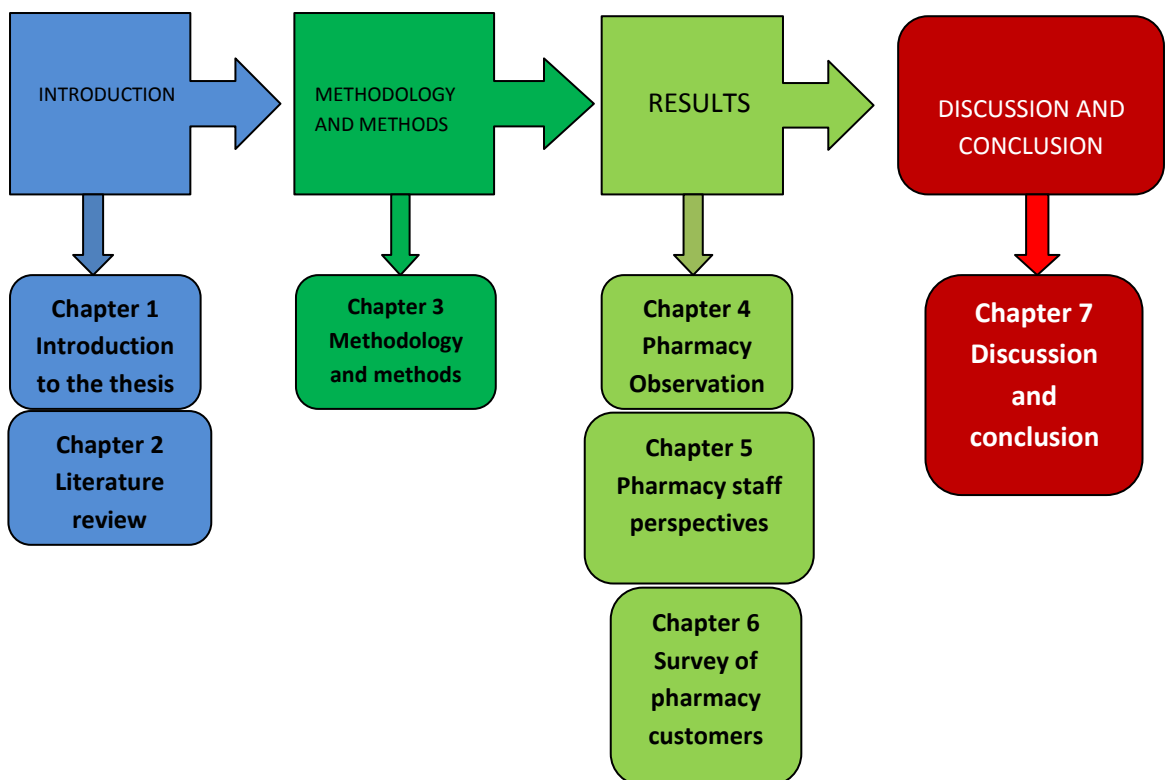 INTRODUCTION
METHODOLOGY
AND METHODS
RESULTS
DISCUSSION AND
CONCLUSION
Chapter 1
Introduction
to the thesis
Chapter 2
Literature
review
Chapter 3
Methodology
and methods
Chapter 4
Pharmacy
Observation
Chapter 5
Pharmacy staff
perspectives
Chapter 6
Survey of
pharmacy
customers
Chapter 7
Discussion
and
conclusion